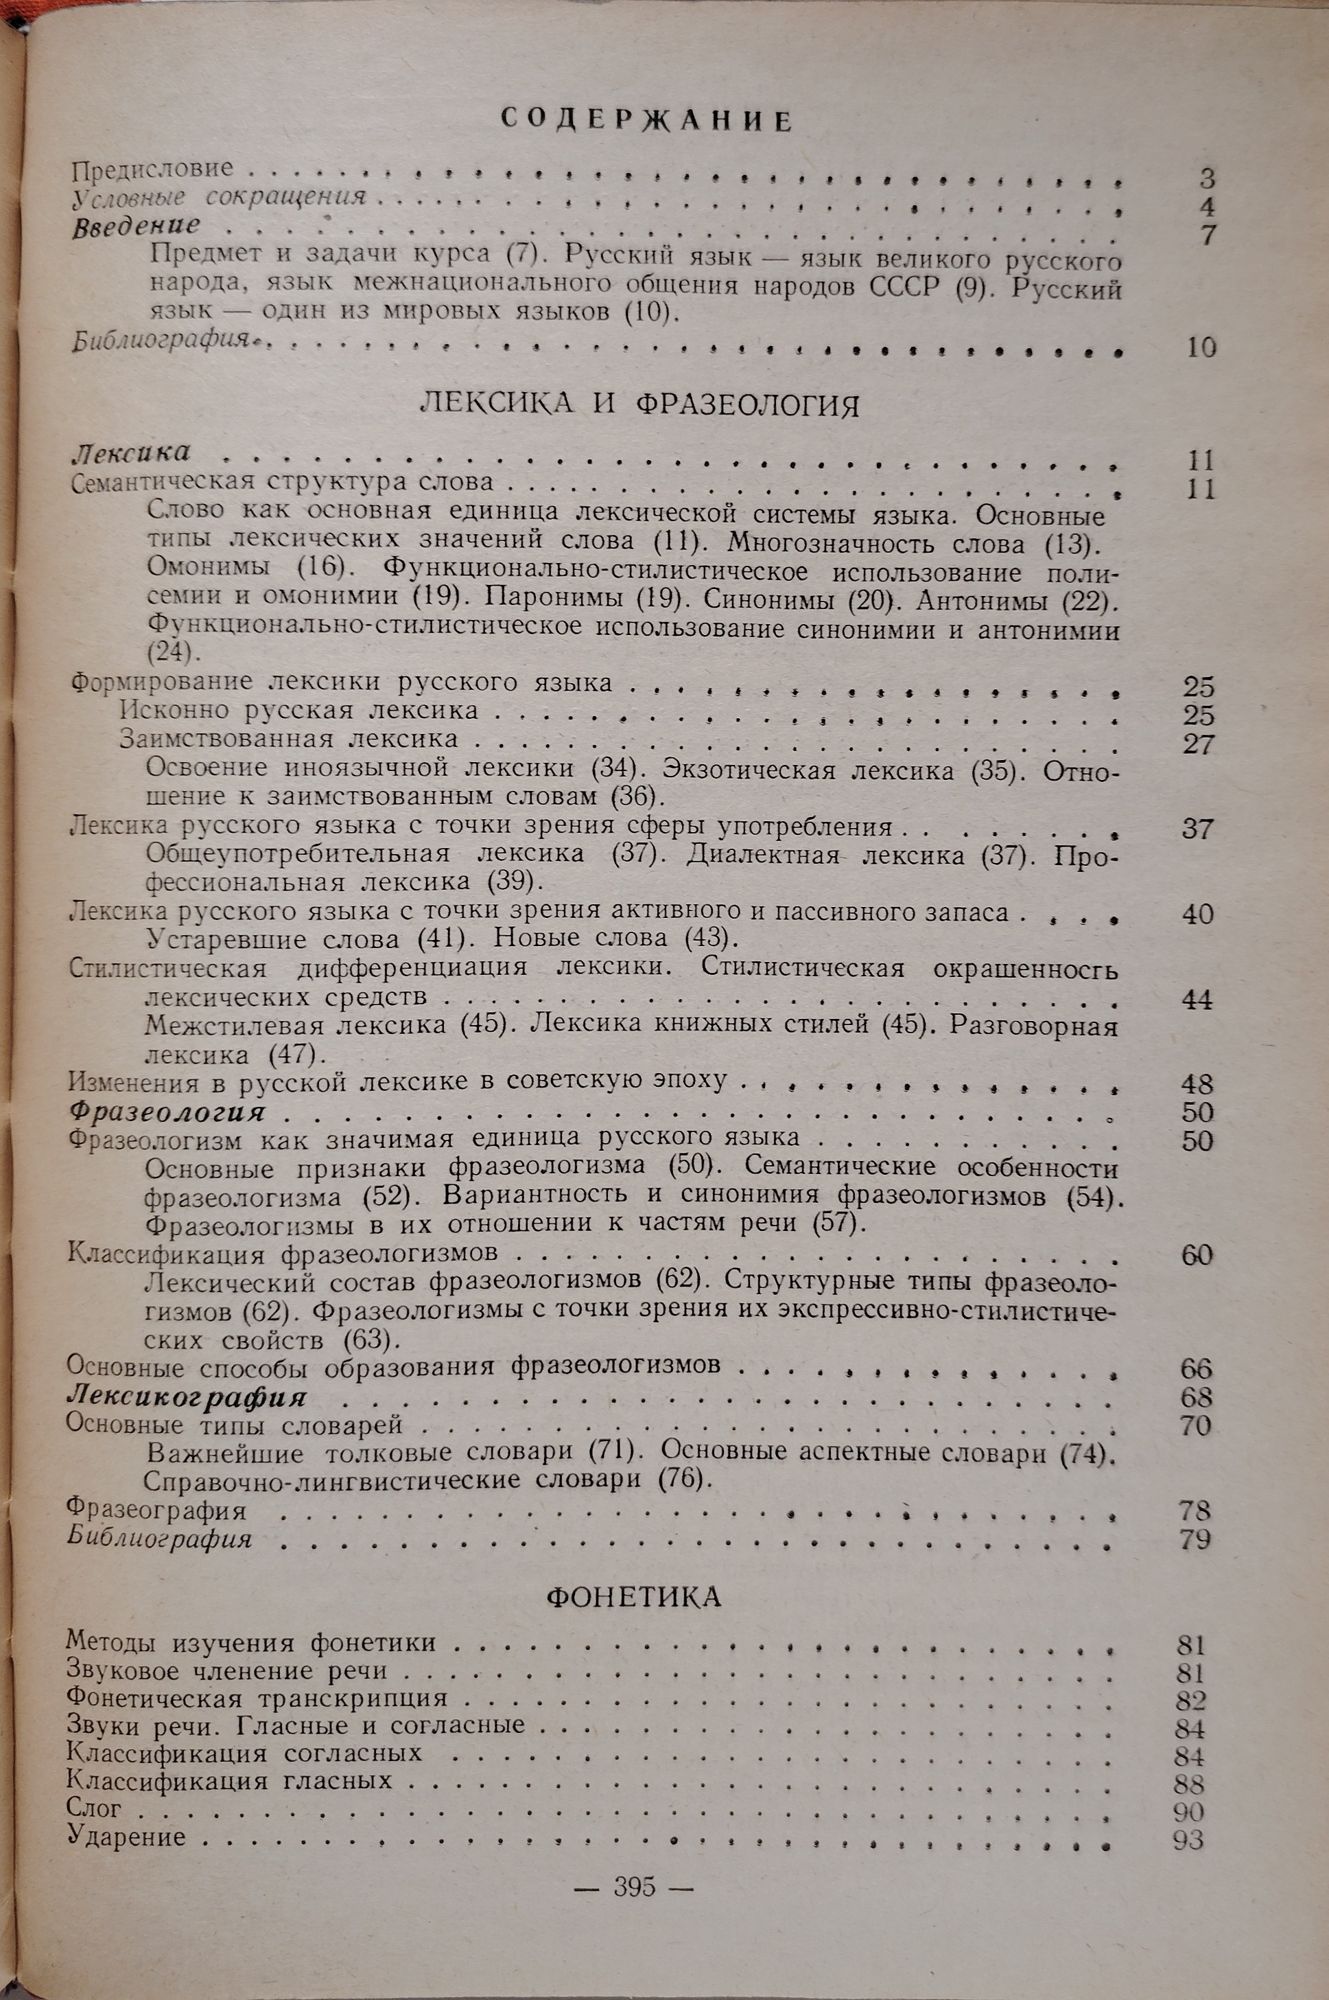 СОДЕРЖАНИЕ
Предисловие . . . . . . . . . . . . . . . . . . . . . . . . . . . . . . 3
Условные сокращения . . . . . . . . . . . . . . . . . . . . . . . . . 4
Введение . . . . . . . . . . . . . . . . . . . . . . . . . . . . . . 7
Предмет и задачи курса (7). Русский язык — язык великого русского
народа, язык межнационального общения народов СССР (9). Русский
язык — один из мировых языков (10).
Библиография . . . . . . . . . . . . . . . . . . . . . . . . . . . . . 10
ЛЕКСИКА И ФРАЗЕОЛОГИЯ
Лексика . . . . . . . . . . . . . . . . . . . . . . . . . . . . . . 11
Семантическая структура слова . . . . . . . . . . . . . . . . . . . . . 11
Слово как основная единица лексической системы языка. Основные
типы лексических значений слова (11). Многозначность слова (13).
Омонимы (16). Функционально-стилистическое использование поли-
семии и омонимии (19). Паронимы (19). Синонимы (20). Антонимы (22).
Функционально-стилистическое использование синонимии и антонимии
(24).
Формирование лексики русского языка . . . . . . . . . . . . . . . . . 25
Исконно русская лексика . . . . . . . . . . . . . . . . . . . . . . 25
Заимствованная лексика . . . . . . . . . . . . . . . . . . . . . . 27
Освоение иноязычной лексики (34). Экзотическая лексика (35). Отно-
шение к заимствованным словам (36).
Лексика русского языка с точки зрения сферы употребления . . . . . . . . 37
Общеупотребительная лексика (37). Диалектная лексика (37). Про-
фессиональная лексика (39).
Лексика русского языка с точки зрения активного и пассивного запаса . . . . 40
Устаревшие слова (41). Новые слова (43).
Стилистическая дифференциация лексики. Стилистическая окрашенность
лексических средств . . . . . . . . . . . . . . . . . . . . . . . 44
Межстилевая лексика (45). Лексика книжных стилей (45). Разговорная
лексика (47).
Изменения в русской лексике в советскую эпоху . . . . . . . . . . . . . 48
Фразеология . . . . . . . . . . . . . . . . . . . . . . . . . . . . 50
Фразеологизм как значимая единица русского языка . . . . . . . . . . . 50
Основные признаки фразеологизма (50). Семантические особенности
фразеологизма (52). Вариантность и синонимия фразеологизмов (54).
Фразеологизмы в их отношении к частям речи (57).
Классификация фразеологизмов . . . . . . . . . . . . . . . . . . . . . 60
Лексический состав фразеологизмов (62). Структурные типы фразеоло-
гизмов (62). Фразеологизмы с точки зрения их экспрессивно-стилистиче-
ских свойств (63).
Основные способы образования фразеологизмов . . . . . . . . . . . . . 66
Лексикография . . . . . . . . . . . . . . . . . . . . . . . . . . . 68
Основные типы словарей . . . . . . . . . . . . . . . . . . . . . . . . 70
Важнейшие толковые словари (71). Основные аспектные словари (74).
Справочно-лингвистические словари (76).
Фразеография . . . . . . . . . . . . . . . . . . . . . . . . . . . . 78
Библиография . . . . . . . . . . . . . . . . . . . . . . . . . . . . 79
ФОНЕТИКА
Методы изучения фонетики . . . . . . . . . . . . . . . . . . . . . . . 81
Звуковое членение речи . . . . . . . . . . . . . . . . . . . . . . . . 81
Фонетическая транскрипция . . . . . . . . . . . . . . . . . . . . . . 82
Звуки речи. Гласные и согласные . . . . . . . . . . . . . . . . . . . . 84
Классификация согласных . . . . . . . . . . . . . . . . . . . . . . . 84
Классификация гласных . . . . . . . . . . . . . . . . . . . . . . . . 88
Слог . . . . . . . . . . . . . . . . . . . . . . . . . . . . . . . . 90
Ударение . . . . . . . . . . . . . . . . . . . . . . . . . . . . . . 93
— 395 —